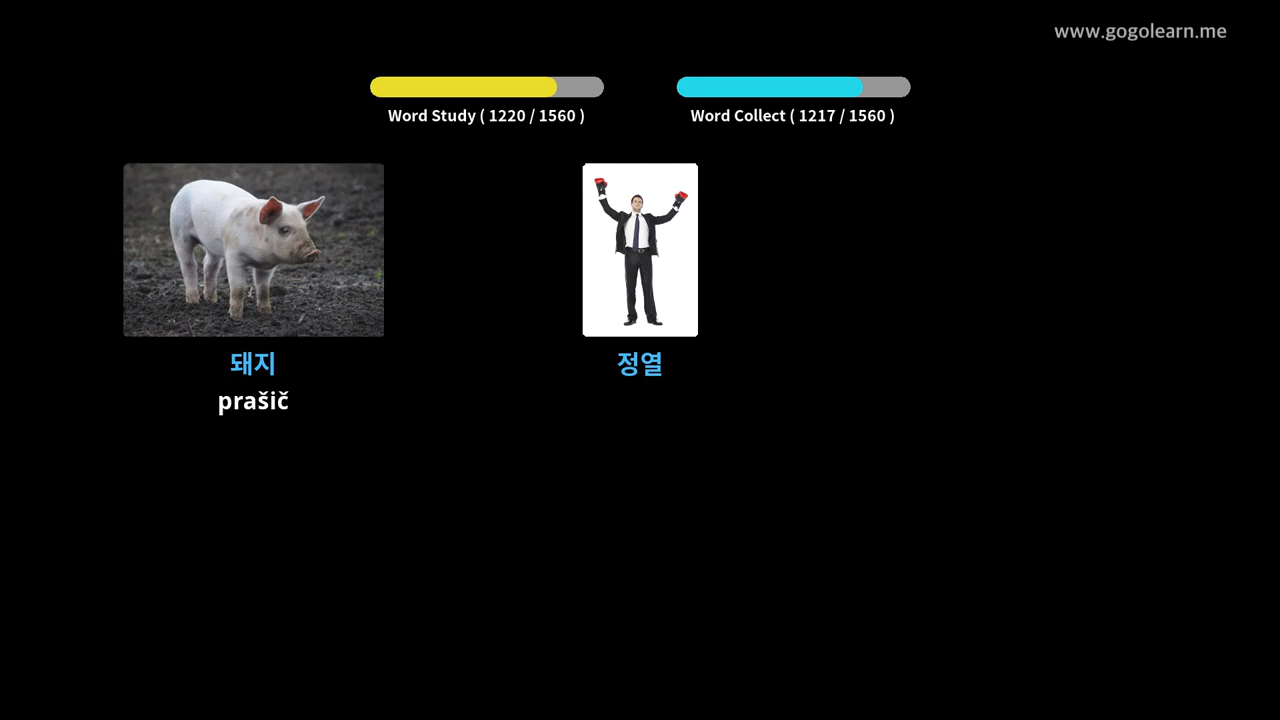 www.gogolearn.me
Word Study ( 1220 / 1560 )
Word Collect ( 1217 / 1560 )
돼지
prašič
정열